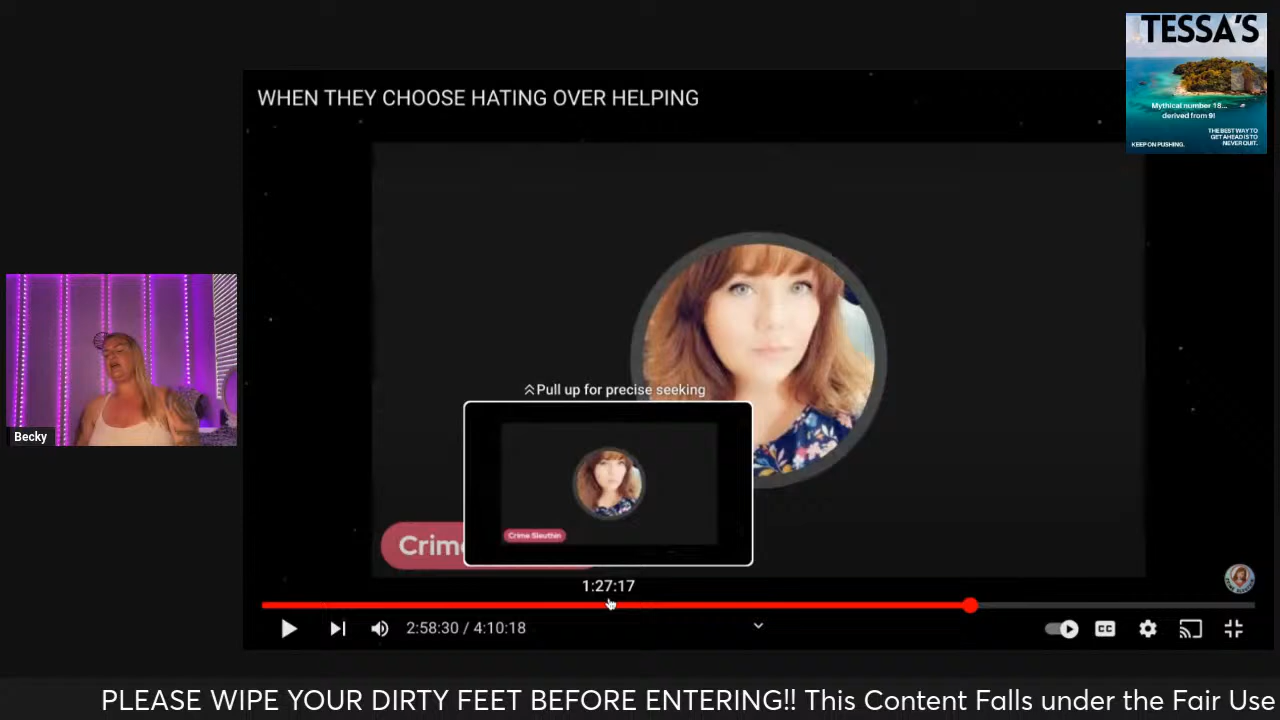 TESSA'S
Mythical number 18...
derived from 9!
THE BEST WAY TO
GET AHEAD IS TO
NEVER QUIT.
KEEP ON PUSHING.
WHEN THEY CHOOSE HATING OVER HELPING
Pull up for precise seeking
Becky
Crime Sleuthin
Crim
1:27:17
2:58:30 / 4:10:18
CC
PLEASE WIPE YOUR DIRTY FEET BEFORE ENTERING!! This Content Falls under the Fair Use